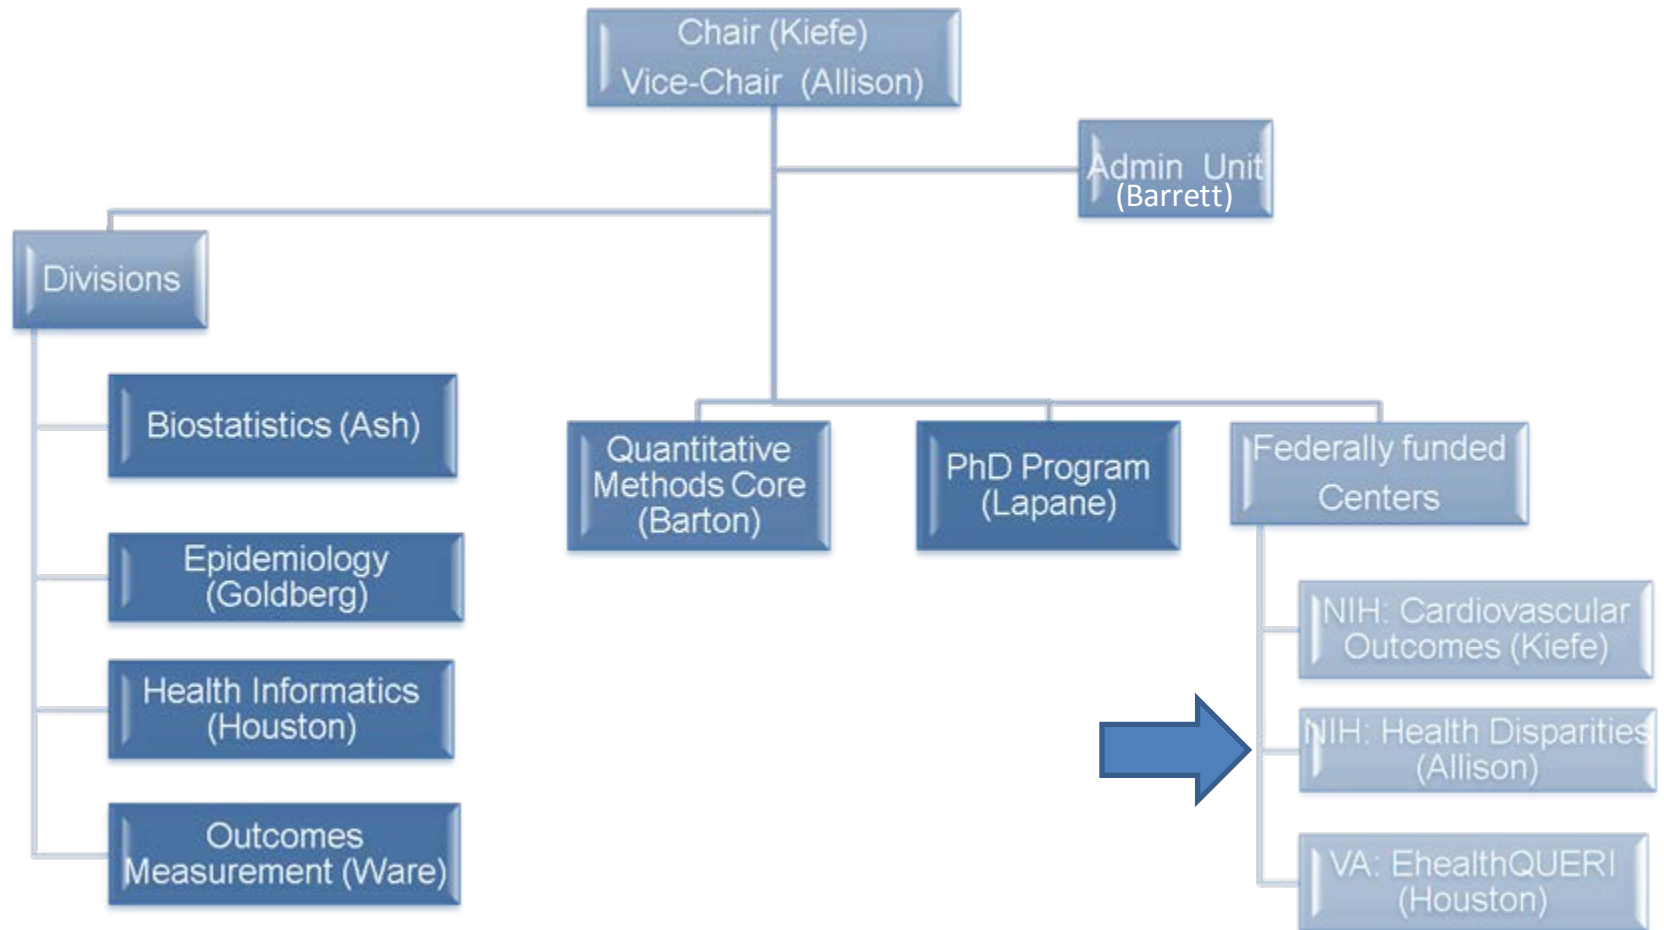 Chair (Kiefe)
Vice-Chair (Allison)
Admin Unit
(Barrett)
Divisions
Biostatistics (Ash)
Epidemiology
(Goldberg)
Health Informatics
(Houston)
Outcomes
Measurement (Ware)
Quantitative
Methods Core
(Barton)
PhD Program
(Lapane)
Federally funded
Centers
NIH: Cardiovascular
Outcomes (Kiefe)
NIH: Health Disparities
(Allison)
VA: EhealthQUERI
(Houston)